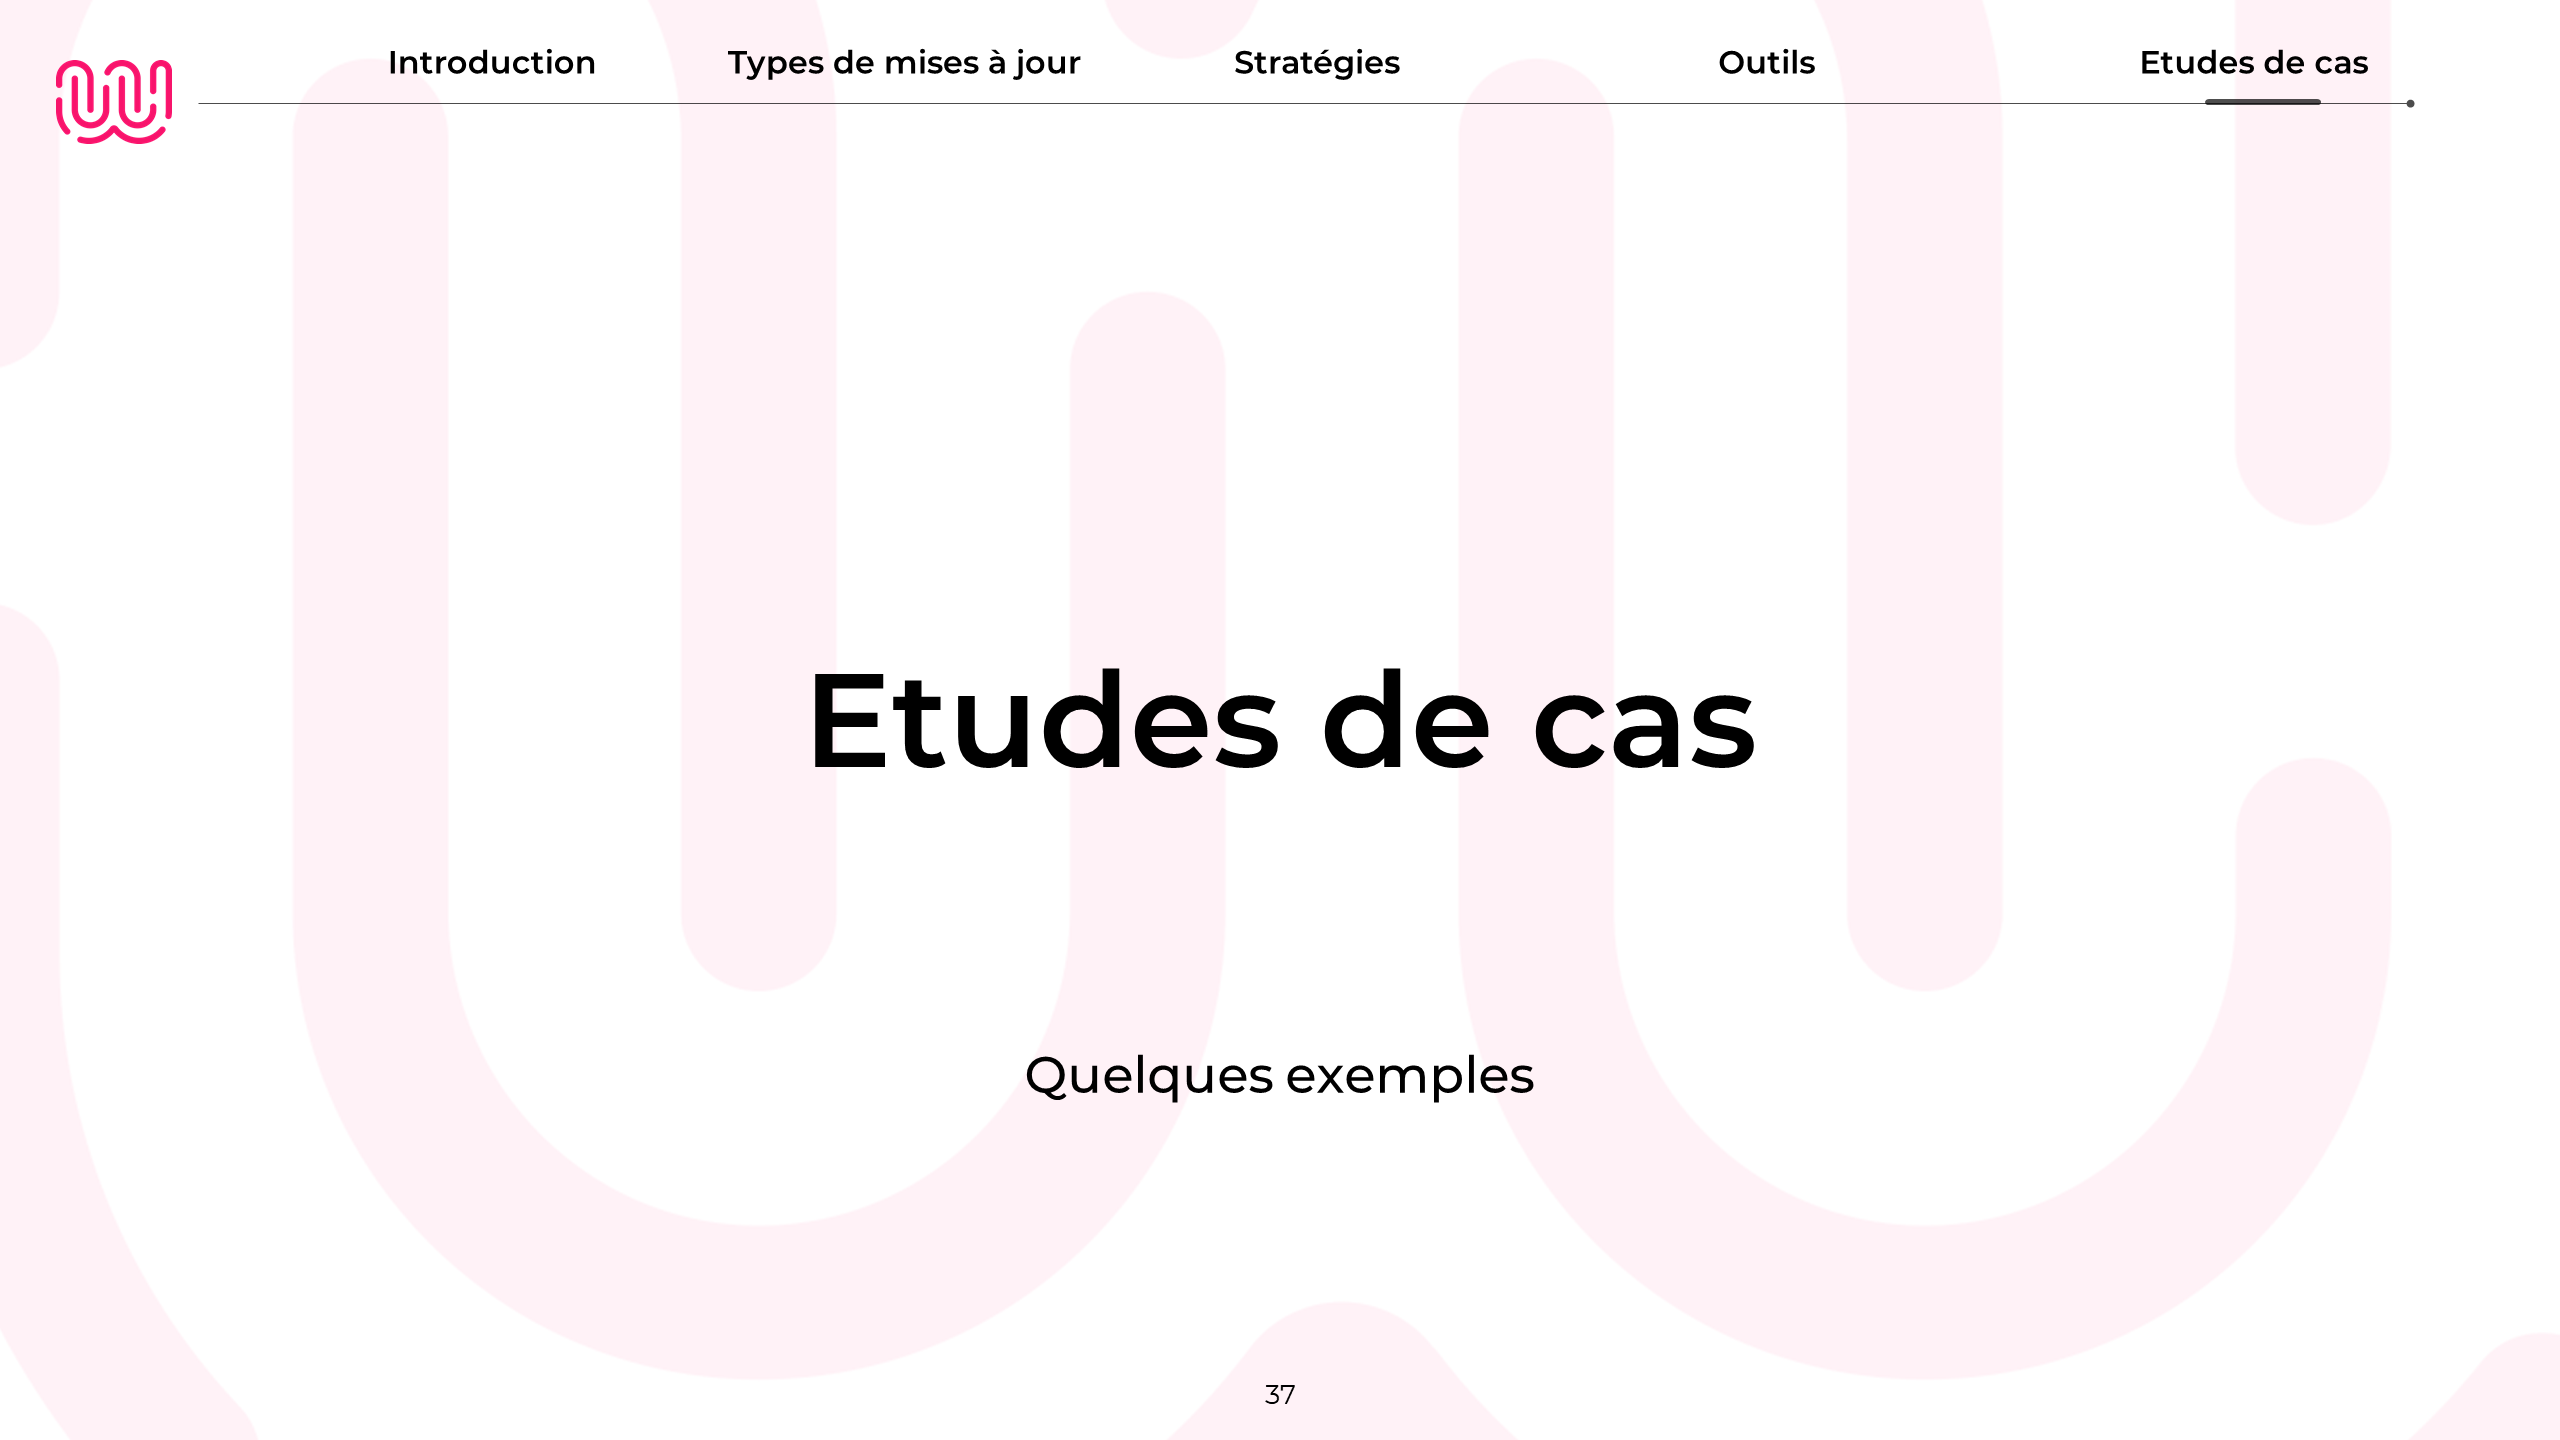 Introduction
Types de mises à jour
Stratégies
Outils
Etudes de cas
Etudes de cas
Quelques exemples
37